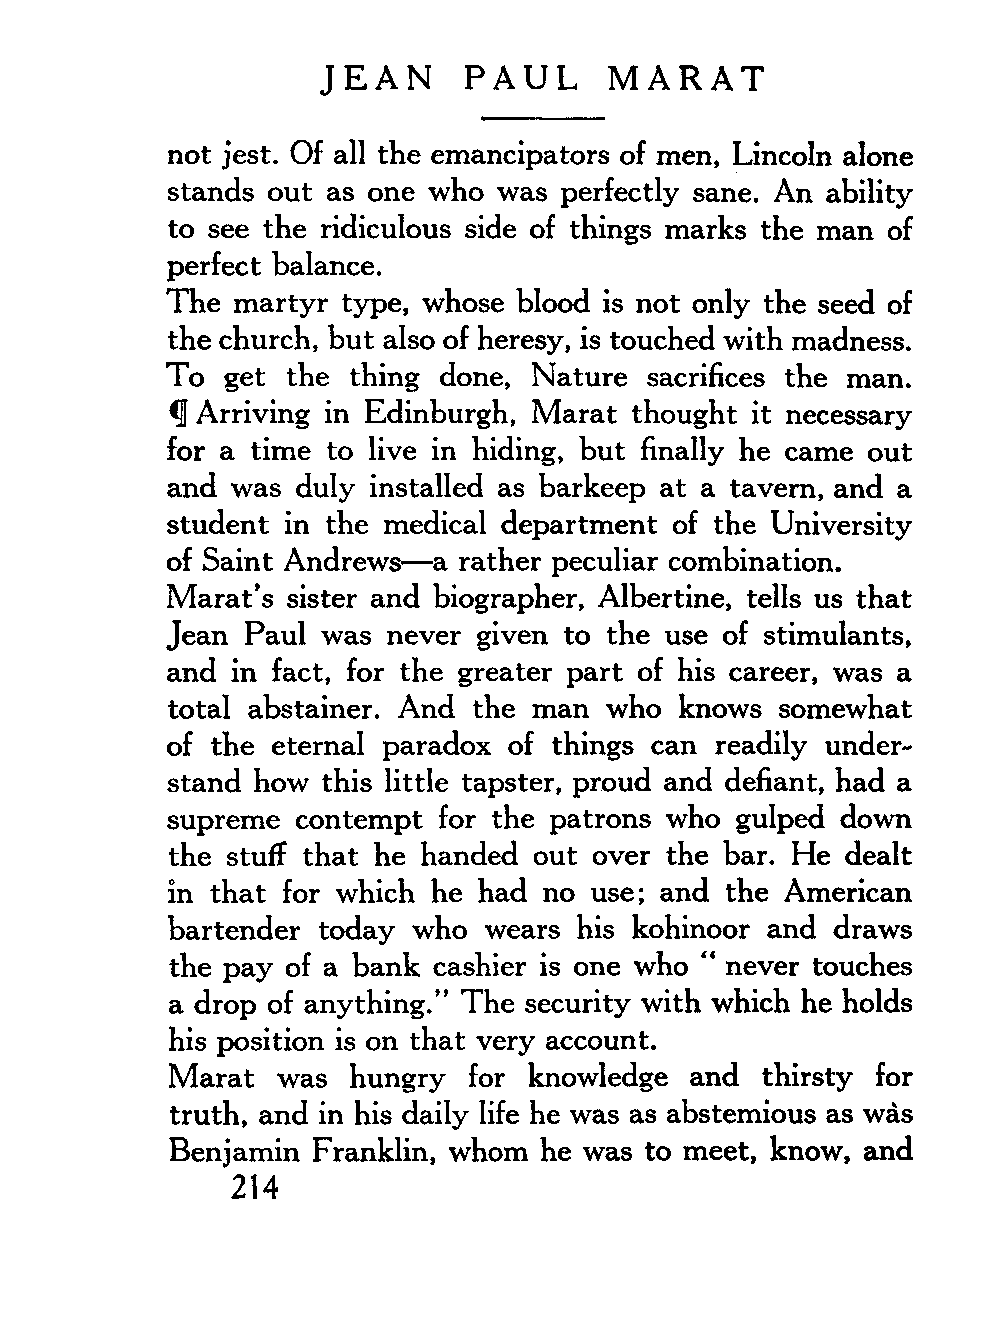 JEAN PAUL MARAT
not jest. Of all the emancipators of men, Lincoln alone
stands out as one who was perfectly sane. An ability
to see the ridiculous side of things marks the man of
perfect balance.
The martyr type, whose blood is not only the seed of
the church, but also of heresy, is touched with madness.
To get the thing done, Nature sacrifices the man.
¶ Arriving in Edinburgh, Marat thought it necessary
for a time to live in hiding, but finally he came out
and was duly installed as barkeep at a tavern, and a
student in the medical department of the University
of Saint Andrews—a rather peculiar combination.
Marat's sister and biographer, Albertine, tells us that
Jean Paul was never given to the use of stimulants,
and in fact, for the greater part of his career, was a
total abstainer. And the man who knows somewhat
of the eternal paradox of things can readily under-
stand how this little tapster, proud and defiant, had a
supreme contempt for the patrons who gulped down
the stuff that he handed out over the bar. He dealt
in that for which he had no use; and the American
bartender today who wears his kohinoor and draws
the pay of a bank cashier is one who " never touches
a drop of anything." The security with which he holds
his position is on that very account.
Marat was hungry for knowledge and thirsty for
truth, and in his daily life he was as abstemious as was
Benjamin Franklin, whom he was to meet, know, and
214